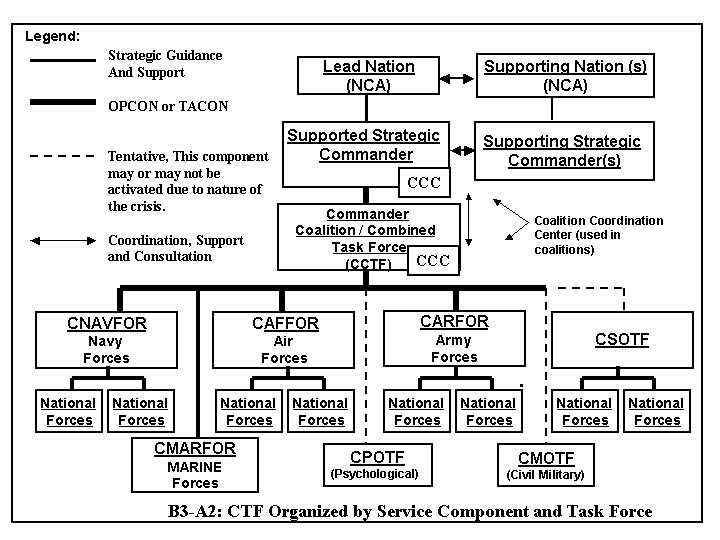 Legend:
Strategic Guidance
And Support
OPCON or TACON
Tentative, This component
may or may not be
activated due to nature of
the crisis.
Coordination, Support
and Consultation
Lead Nation
(NCA)
Supporting Nation (s)
(NCA)
Supported Strategic
Commander
CCC
Supporting Strategic
Commander(s)
Commander
Coalition / Combined
Task Force
(CCTF)
CCC
Coalition Coordination
Center (used in
coalitions)
CNAVFOR
Navy
Forces
CAFFOR
Air
Forces
CARFOR
Army
Forces
CSOTF
National
Forces
National
Forces
National
Forces
National
Forces
National
Forces
National
Forces
National
Forces
National
Forces
CMARFOR
MARINE
Forces
CPOTF
(Psychological)
CMOTF
(Civil Military)
B3-A2: CTF Organized by Service Component and Task Force